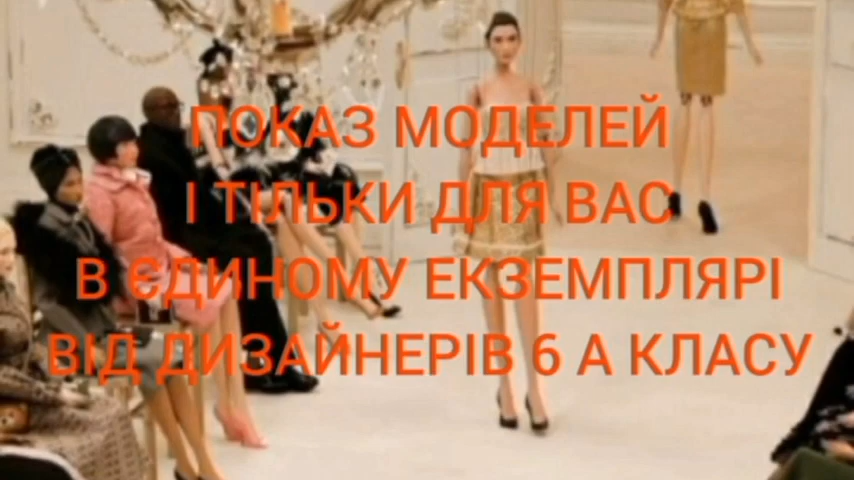 ПОКАЗ МОДЕЛЕЙ
І ТІЛЬКИ ДЛЯ ВАС
В ЄДИНОМУ ЕКЗЕМПЛЯРІ
ВІД ДИЗАЙНЕРІВ 6 А КЛАСУ